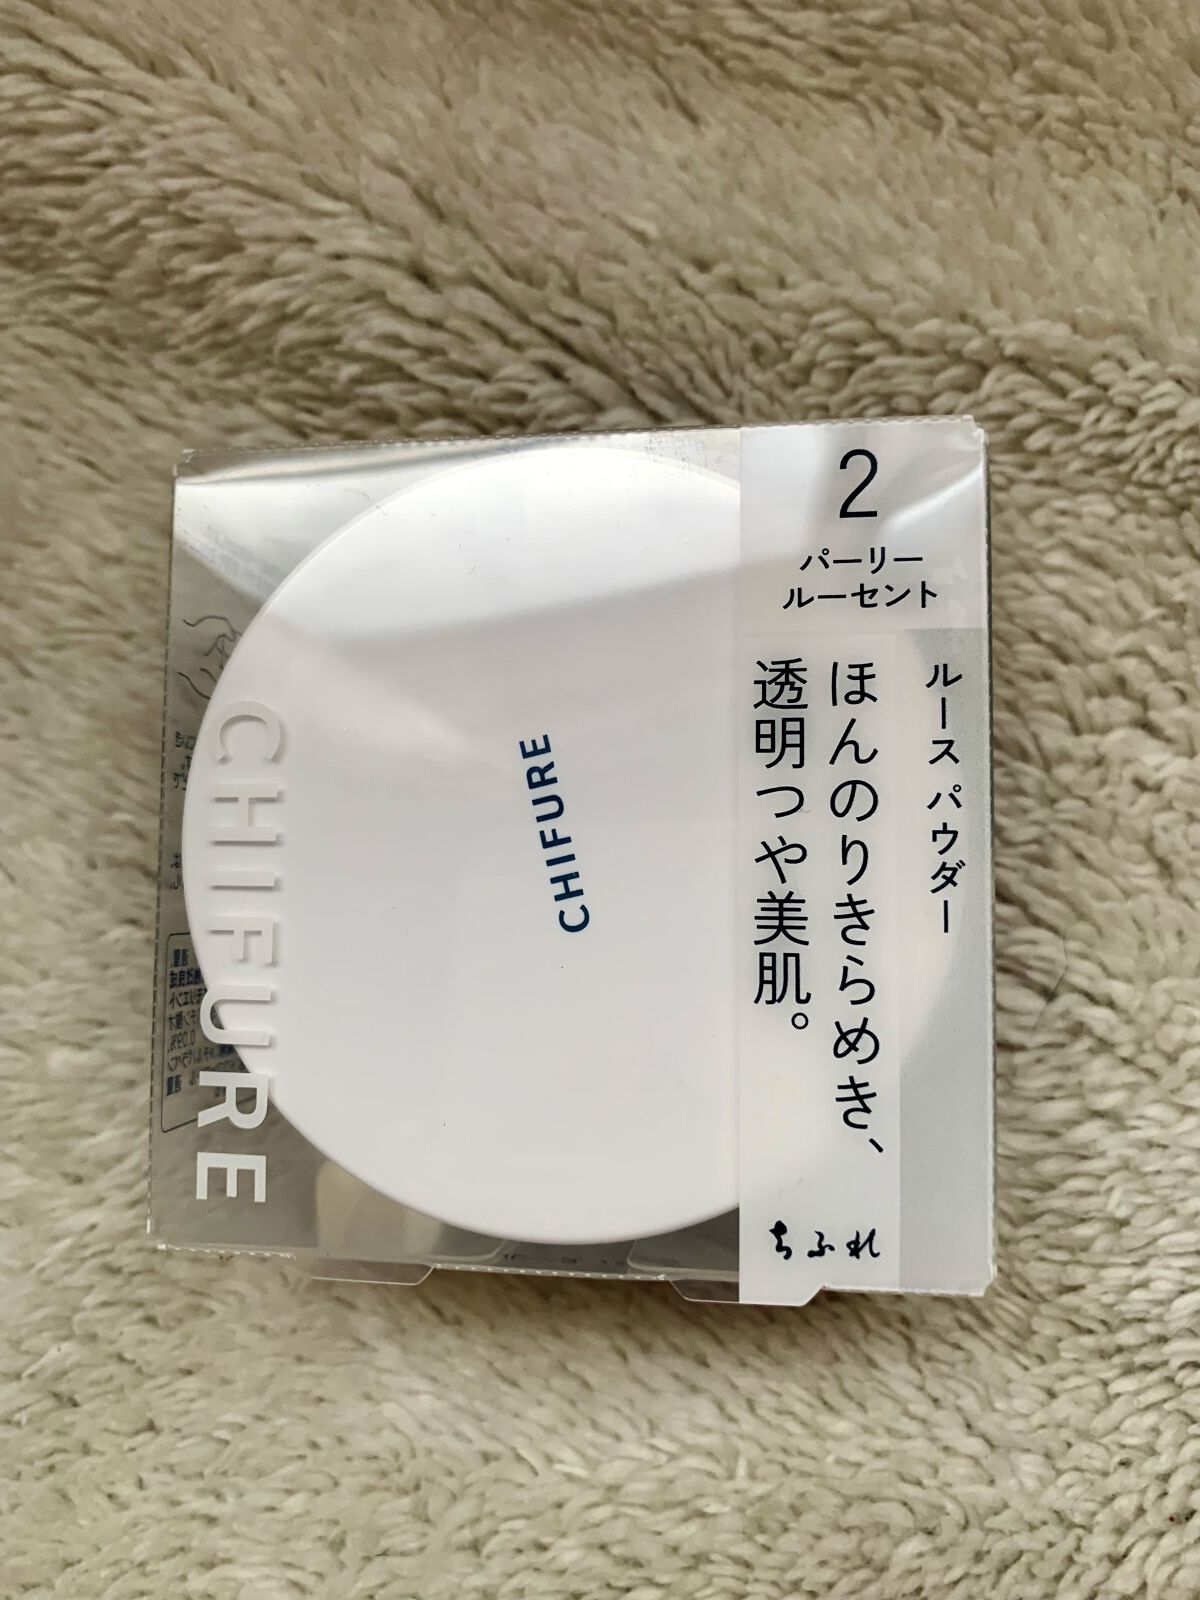 2
パーリー
ルーセント
ルース パウダー
ほんのりきらめき、
透明つや美肌。
ちふれ
CHIFURE
CHIFURE